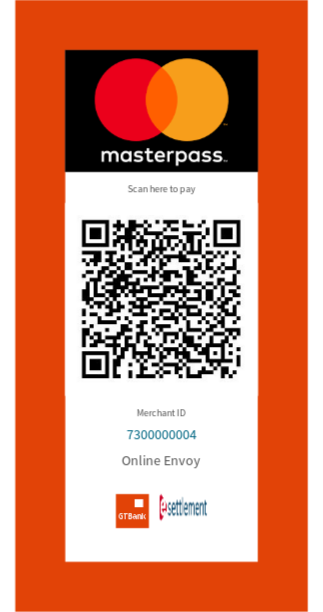 masterpass
Scan here to pay
Merchant ID
7300000004
Online Envoy
GTBank
esettlement